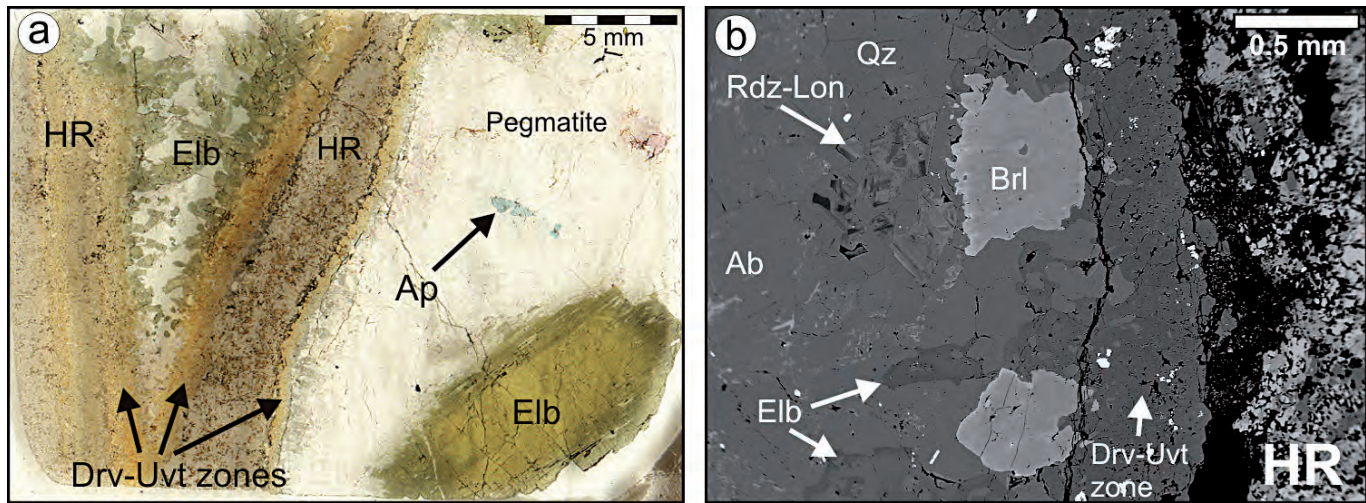 a
5 mm
HR
Elb
HR
Pegmatite
Ap
Elb
Drv-Uvt zones
b
0.5 mm
Qz
Rdz-Lon
Brl
Ab
Elb
Drv-Uvt
zone
HR